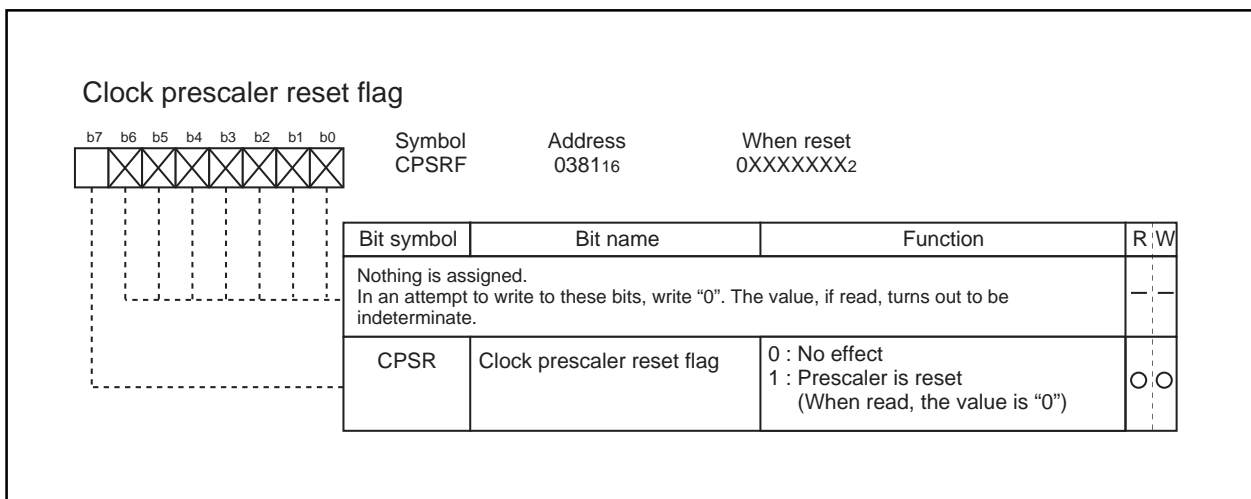 Clock prescaler reset flag
b7 b6 b5 b4 b3 b2 b1 b0
Symbol Address When reset
CPSRF 038116 0XXXXXXX2
Bit symbol Bit name Function R W
Nothing is assigned.
In an attempt to write to these bits, write “0”. The value, if read, turns out to be
indeterminate.
CPSR Clock prescaler reset flag 0 : No effect
1 : Prescaler is reset
(When read, the value is “0”)